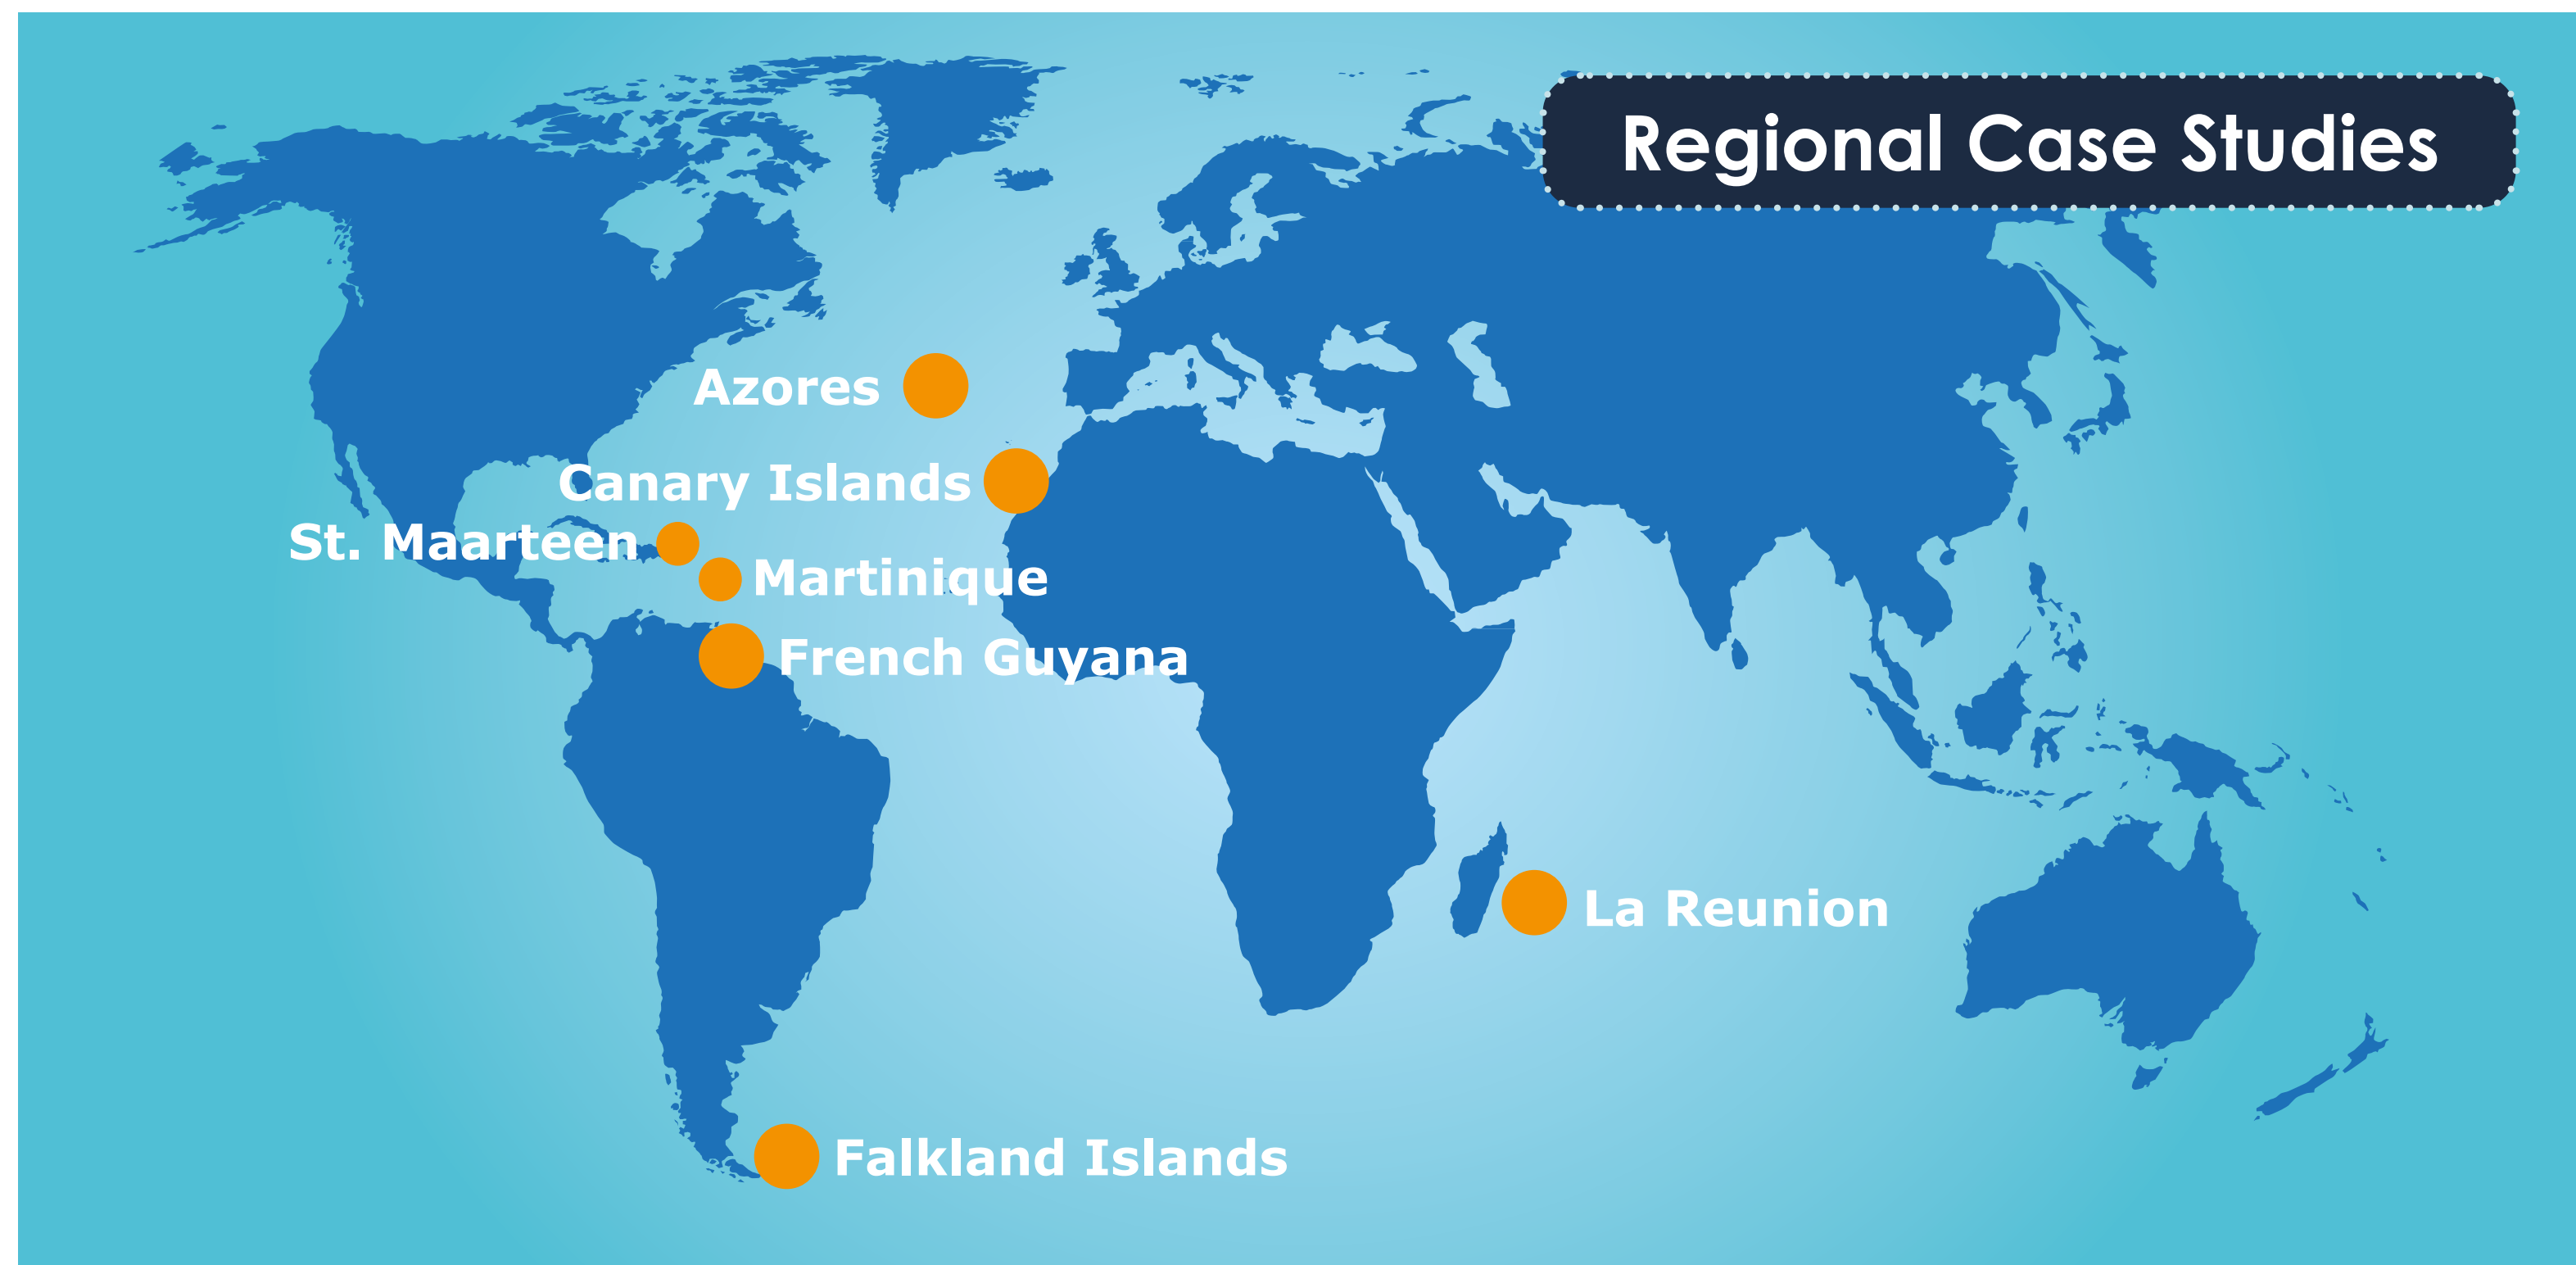 Regional Case Studies
Azores
Canary Islands
St. Maarteen
Martinique
French Guyana
La Reunion
Falkland Islands